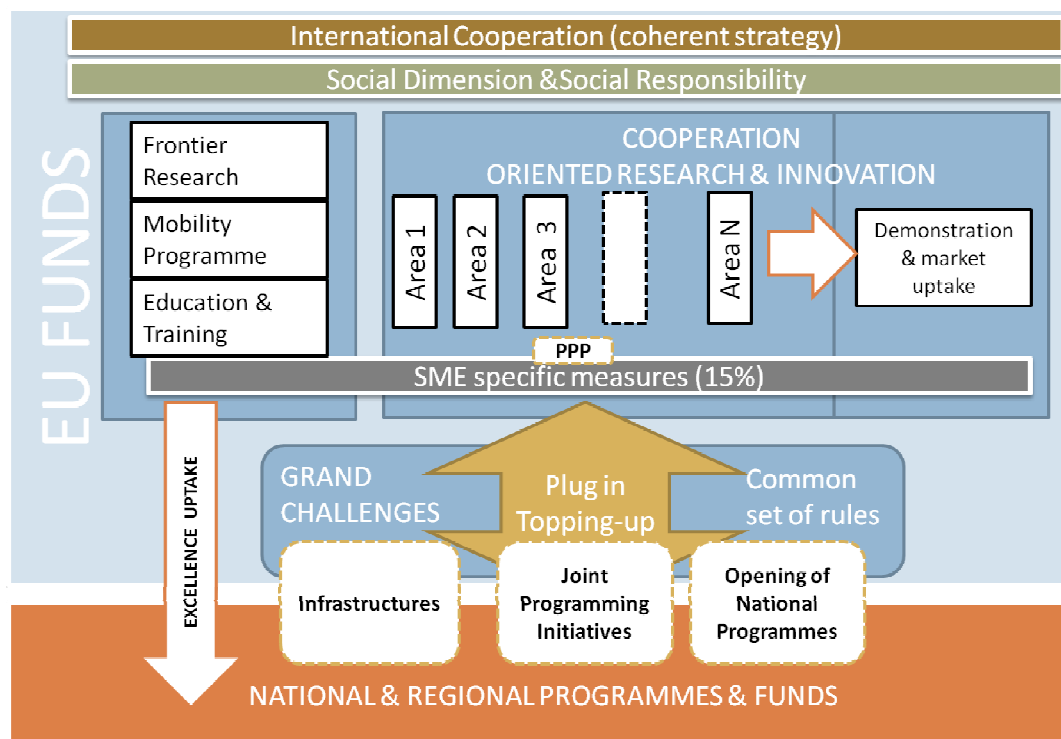 International Cooperation (coherent strategy)
Social Dimension &Social Responsibility
EU FUNDS
Frontier
Research
Mobility
Programme
Education &
Training
COOPERATION
ORIENTED RESEARCH & INNOVATION
Area 1
Area 2
Area 3
Area N
Demonstration
& market
uptake
PPP
SME specific measures (15%)
EXCELLENCE UPTAKE
GRAND
CHALLENGES
Plug in
Topping-up
Common
set of rules
Infrastructures
Joint
Programming
Initiatives
Opening of
National
Programmes
NATIONAL & REGIONAL PROGRAMMES & FUNDS